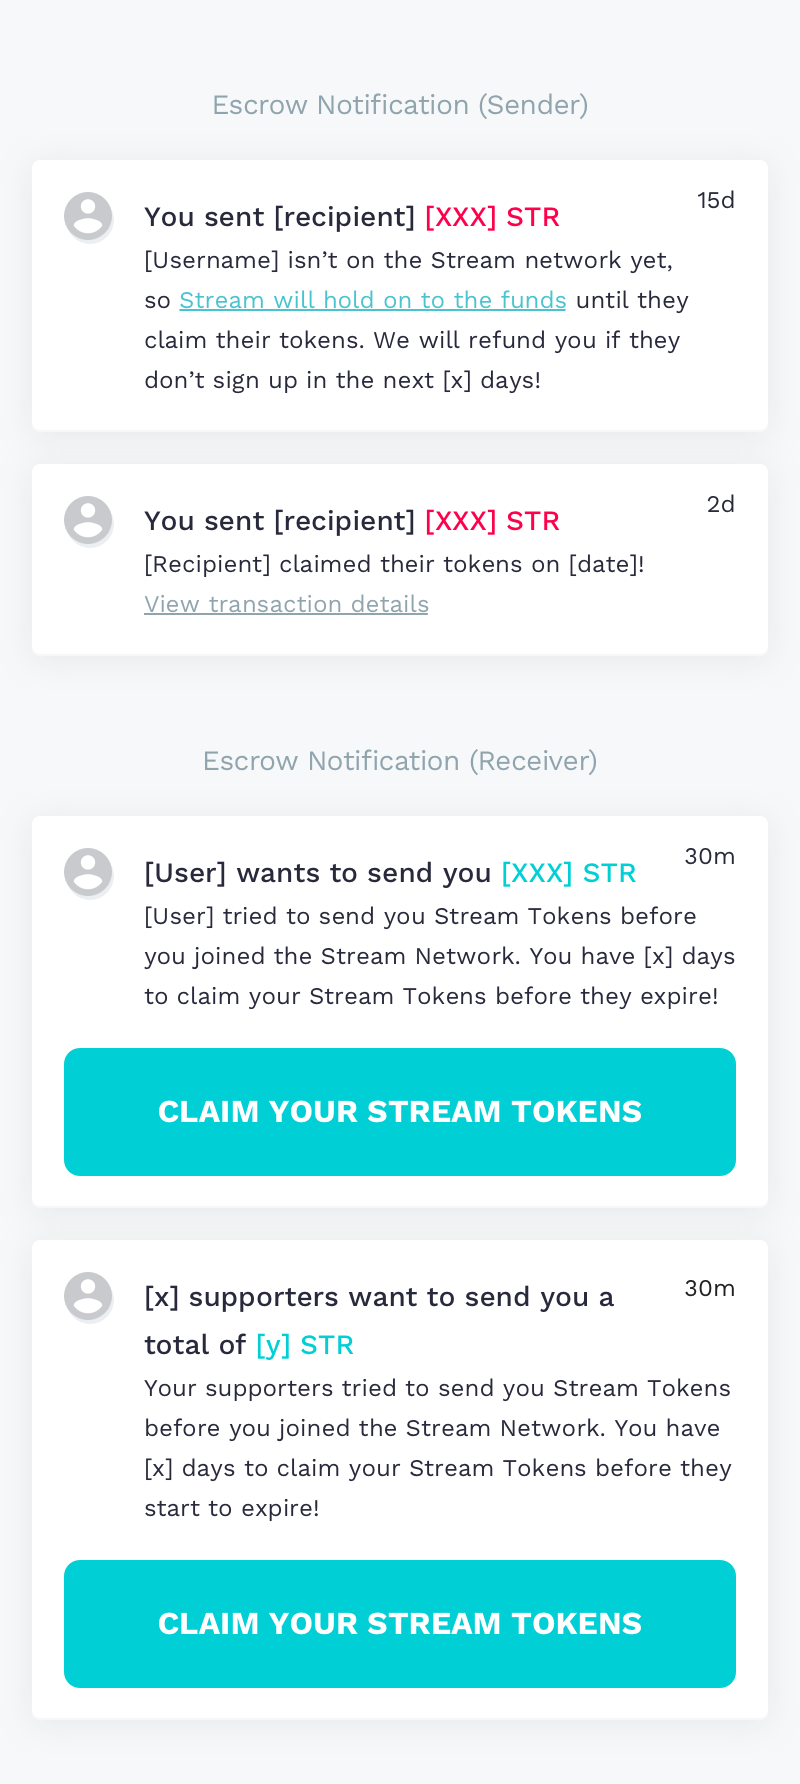 Escrow Notification (Sender)
15d
You sent [recipient] [XXX] STR
[Username] isn’t on the Stream network yet,
so Stream will hold on to the funds until they
claim their tokens. We will refund you if they
don’t sign up in the next [x] days!
2d
You sent [recipient] [XXX] STR
[Recipient] claimed their tokens on [date]!
View transaction details
Escrow Notification (Receiver)
30m
[User] wants to send you [XXX] STR
[User] tried to send you Stream Tokens before
you joined the Stream Network. You have [x] days
to claim your Stream Tokens before they expire!
CLAIM YOUR STREAM TOKENS
30m
[x] supporters want to send you a
total of [y] STR
Your supporters tried to send you Stream Tokens
before you joined the Stream Network. You have
[x] days to claim your Stream Tokens before they
start to expire!
CLAIM YOUR STREAM TOKENS